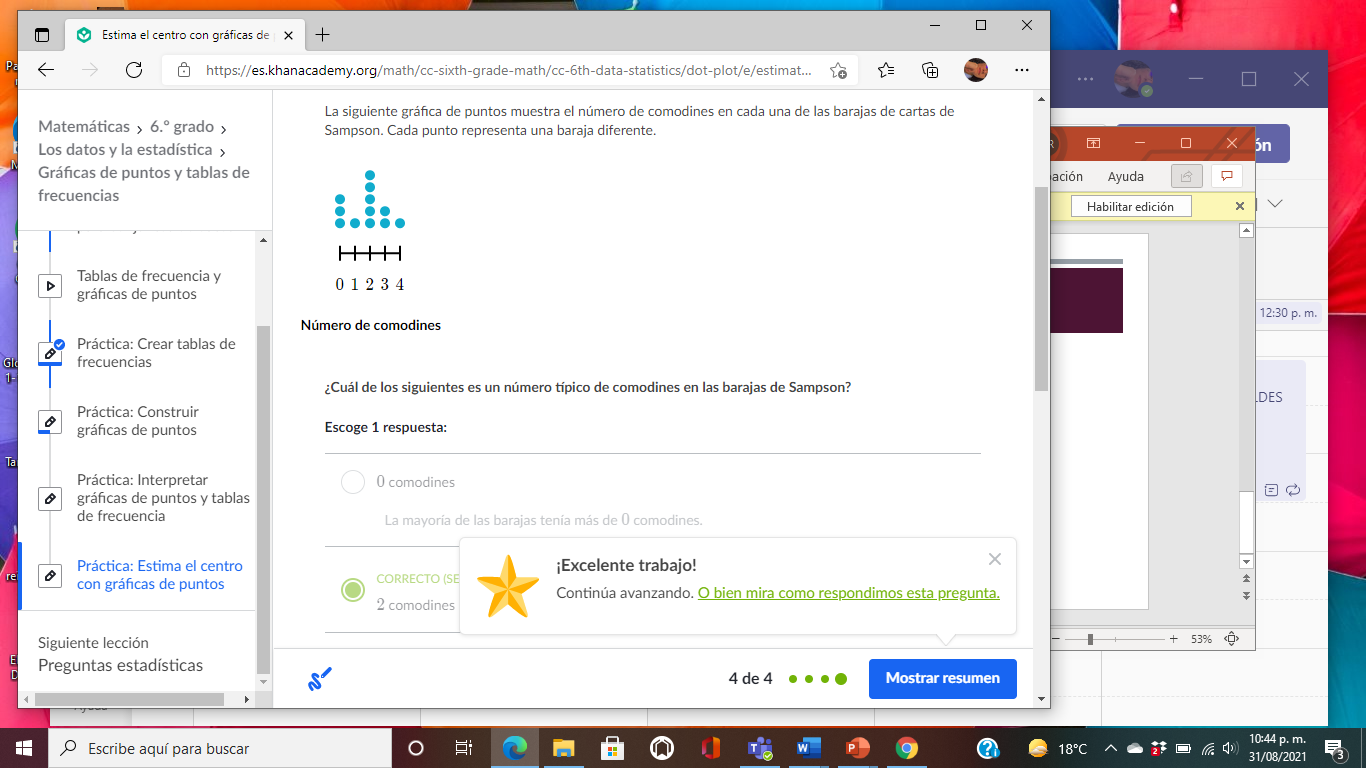 Estima el centro con gráficas de
https://es.khanacademy.org/math/cc-sixth-grade-math/cc-6th-data-statistics/dot-plot/e/estimat...
Matemáticas > 6.º grado >
Los datos y la estadística >
Gráficas de puntos y tablas de
frecuencias
Tablas de frecuencia y
gráficas de puntos
Práctica: Crear tablas de
frecuencias
Práctica: Construir
gráficas de puntos
Práctica: Interpretar
gráficas de puntos y tablas
de frecuencia
Práctica: Estima el centro
con gráficas de puntos
Siguiente lección
Preguntas estadísticas
La siguiente gráfica de puntos muestra el número de comodines en cada una de las barajas de cartas de
Sampson. Cada punto representa una baraja diferente.
0 1 2 3 4
Número de comodines
¿Cuál de los siguientes es un número típico de comodines en las barajas de Sampson?
Escoge 1 respuesta:
0 comodines
La mayoría de las barajas tenía más de 0 comodines.
CORRECTO (SE
2 comodines
¡Excelente trabajo!
Continúa avanzando. O bien mira como respondimos esta pregunta.
4 de 4
Mostrar resumen
ón
ación
Ayuda
Habilitar edición
12:30 p. m.
LDES
53%
Escribe aquí para buscar
18°C
10:44 p. m.
31/08/2021
3